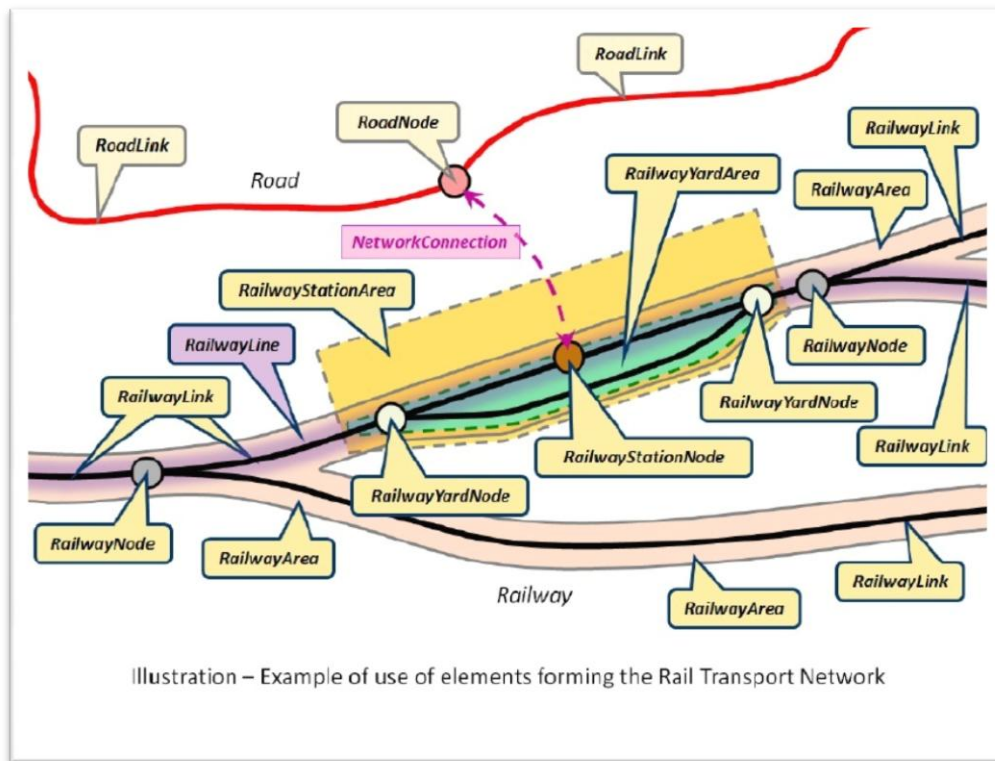 RoadLink
RoadNode
RoadLink
RailwayLink
Road
RailwayYardArea
RailwayArea
NetworkConnection
RailwayStationArea
RailwayLine
RailwayNode
RailwayLink
RailwayYardNode
RailwayLink
RailwayStationNode
RailwayYardNode
RailwayNode
RailwayArea
RailwayLink
Railway
RailwayArea
Illustration – Example of use of elements forming the Rail Transport Network